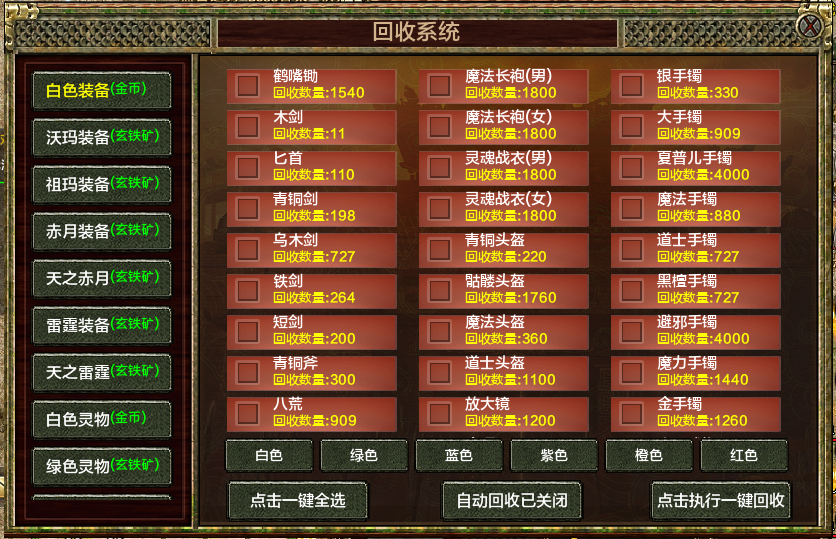 回收系统
白色装备(金币)
沃玛装备(玄铁矿)
祖玛装备(玄铁矿)
赤月装备(玄铁矿)
天之赤月(玄铁矿)
雷霆装备(玄铁矿)
天之雷霆(玄铁矿)
白色灵物(金币)
绿色灵物(玄铁矿)
鹤嘴锄
回收数量:1540
木剑
回收数量:11
匕首
回收数量:110
青铜剑
回收数量:198
乌木剑
回收数量:727
铁剑
回收数量:264
短剑
回收数量:200
青铜斧
回收数量:300
八荒
回收数量:909
魔法长袍(男)
回收数量:1800
魔法长袍(女)
回收数量:1800
灵魂战衣(男)
回收数量:1800
灵魂战衣(女)
回收数量:1800
青铜头盔
回收数量:220
骷髅头盔
回收数量:1760
魔法头盔
回收数量:360
道士头盔
回收数量:1100
放大镜
回收数量:1200
银手镯
回收数量:330
大手镯
回收数量:909
夏普儿手镯
回收数量:4000
魔法手镯
回收数量:880
道士手镯
回收数量:727
黑檀手镯
回收数量:727
避邪手镯
回收数量:4000
魔力手镯
回收数量:1440
金手镯
回收数量:1260
白色
绿色
蓝色
紫色
橙色
红色
点击一键全选
自动回收已关闭
点击执行一键回收